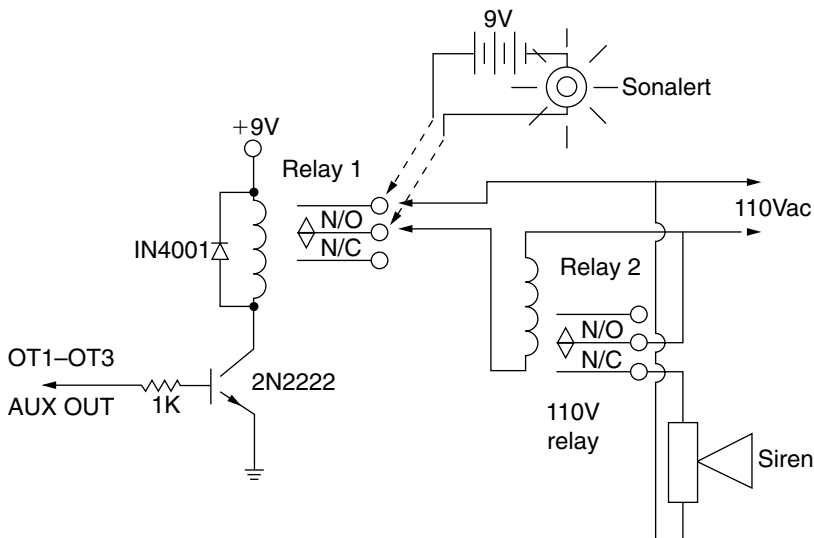 9V
Sonalert
+9V
Relay 1
N/O
N/C
110Vac
IN4001
Relay 2
N/O
N/C
OT1–OT3
AUX OUT
1K
2N2222
110V
relay
Siren